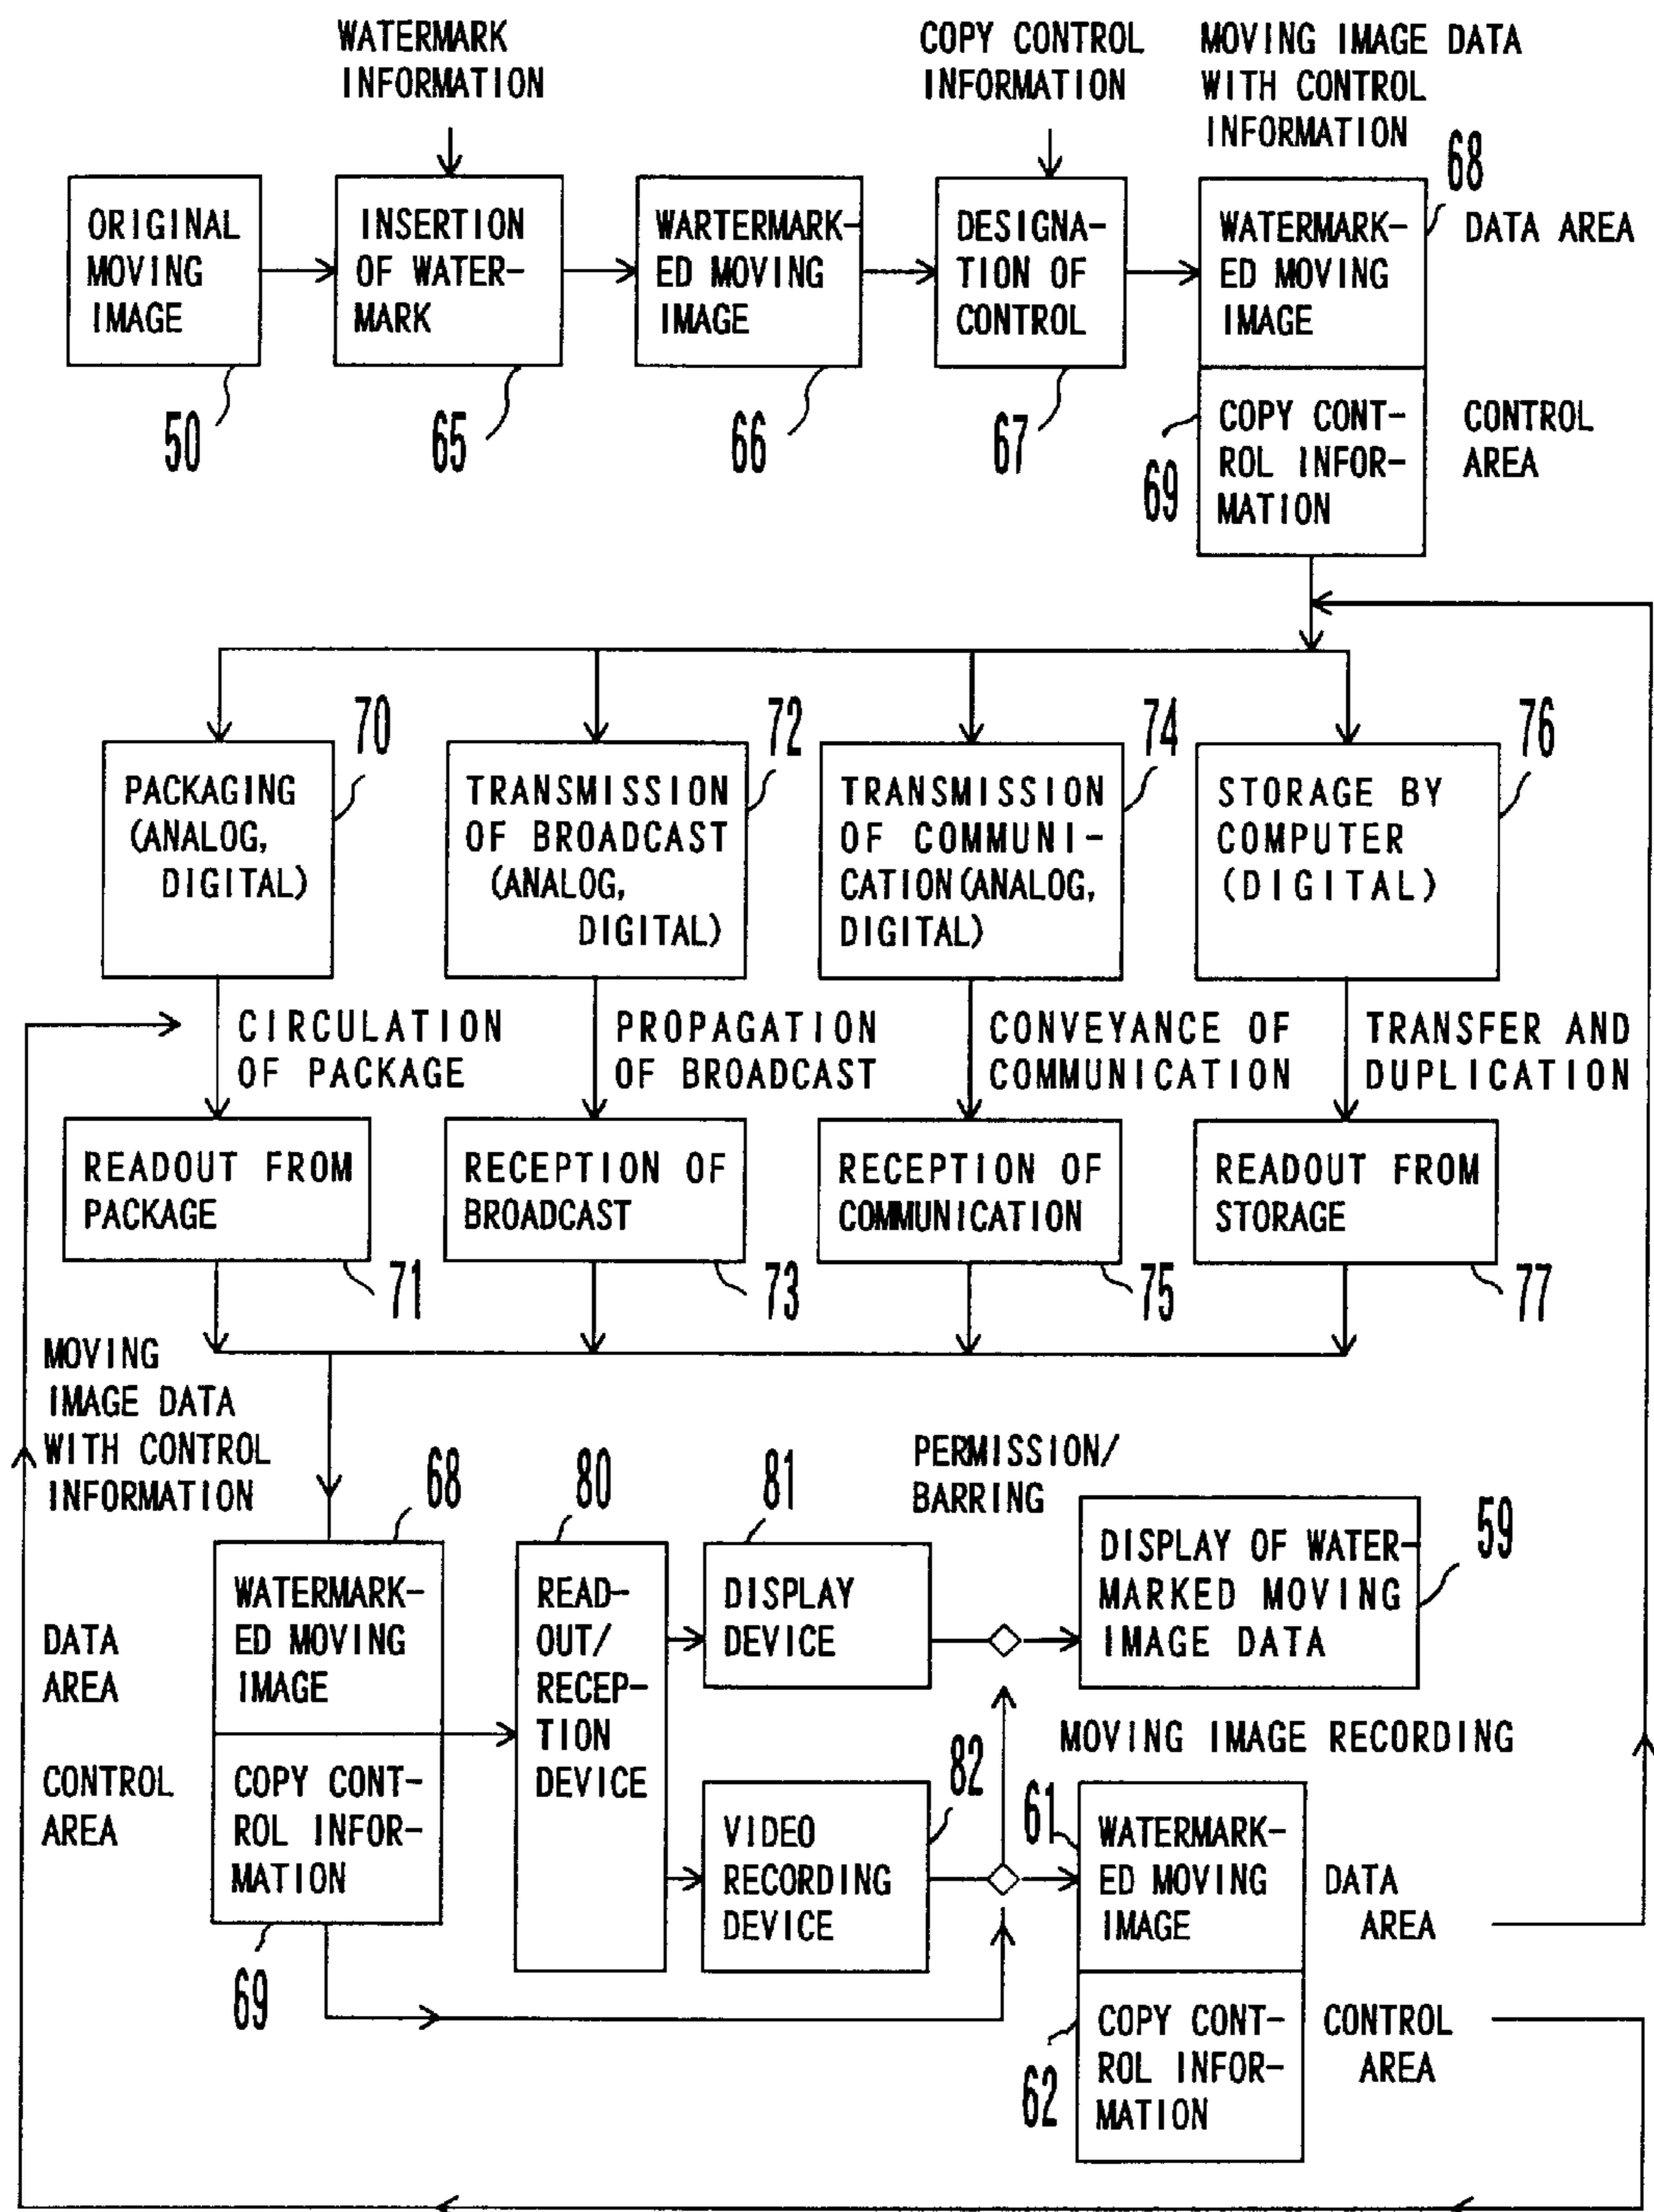 WATERMARK
INFORMATION
COPY CONTROL
INFORMATION
MOVING IMAGE DATA
WITH CONTROL
INFORMATION
ORIGINAL
MOVING
IMAGE
50
INSERTION
OF WATER-
MARK
65
WARTERMARK-
ED MOVING
IMAGE
66
DESIGNA-
TION OF
CONTROL
67
WATERMARK-
ED MOVING
IMAGE
68
DATA AREA
COPY CONT-
ROL INFOR-
MATION
69
CONTROL
AREA
PACKAGING
(ANALOG,
DIGITAL)
70
TRANSMISSION
OF BROADCAST
(ANALOG,
DIGITAL)
72
TRANSMISSION
OF COMMUNI-
CATION(ANALOG,
DIGITAL)
74
STORAGE BY
COMPUTER
(DIGITAL)
76
CIRCULATION
OF PACKAGE
PROPAGATION
OF BROADCAST
CONVEYANCE OF
COMMUNICATION
TRANSFER AND
DUPLICATION
READOUT FROM
PACKAGE
71
RECEPTION OF
BROADCAST
73
RECEPTION OF
COMMUNICATION
75
READOUT FROM
STORAGE
77
MOVING
IMAGE DATA
WITH CONTROL
INFORMATION
DATA
AREA
CONTROL
AREA
68
WATERMARK-
ED MOVING
IMAGE
COPY CONT-
ROL INFOR-
MATION
69
80
READ-
OUT/
RECEP-
TION
DEVICE
81
DISPLAY
DEVICE
82
VIDEO
RECORDING
DEVICE
PERMISSION/
BARRING
DISPLAY OF WATER-
MARKED MOVING
IMAGE DATA
59
MOVING IMAGE RECORDING
61
WATERMARK-
ED MOVING
IMAGE
DATA
AREA
62
COPY CONT-
ROL INFOR-
MATION
CONTROL
AREA